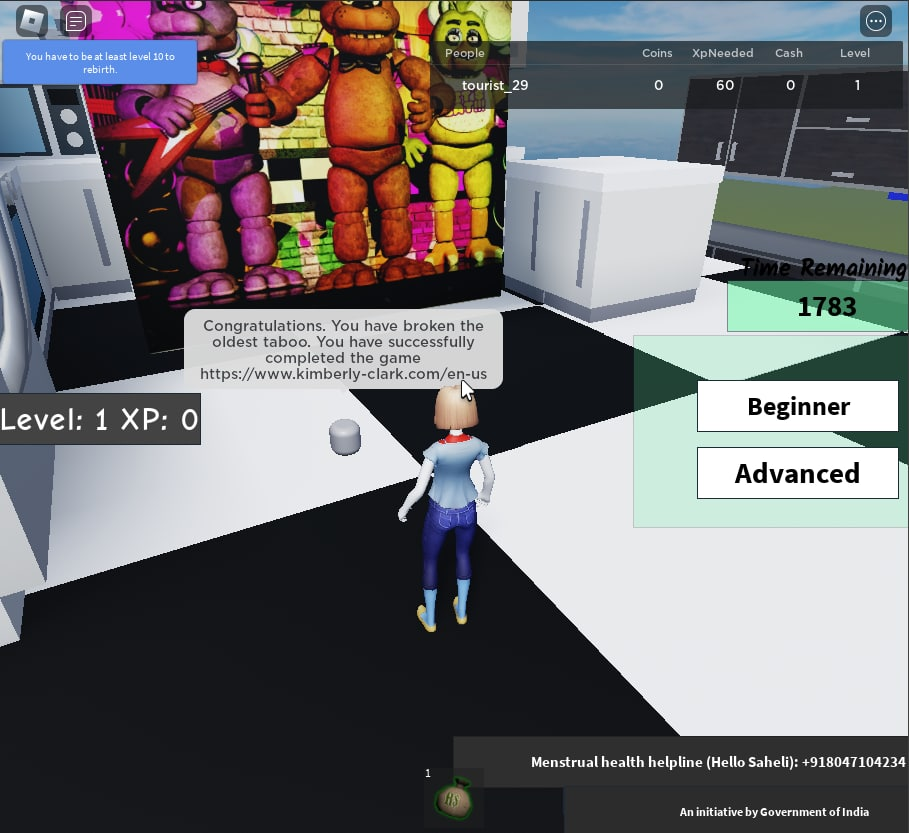 You have to be at least level 10 to
rebirth.
People Coins XpNeeded Cash Level
tourist_29 0 60 0 1
Time Remaining
1783
Congratulations. You have broken the
oldest taboo. You have successfully
completed the game
https://www.kimberly-clark.com/en-us
Level: 1 XP: 0
Beginner
Advanced
Menstrual health helpline (Hello Saheli): +918047104234
1
HS
An initiative by Government of India